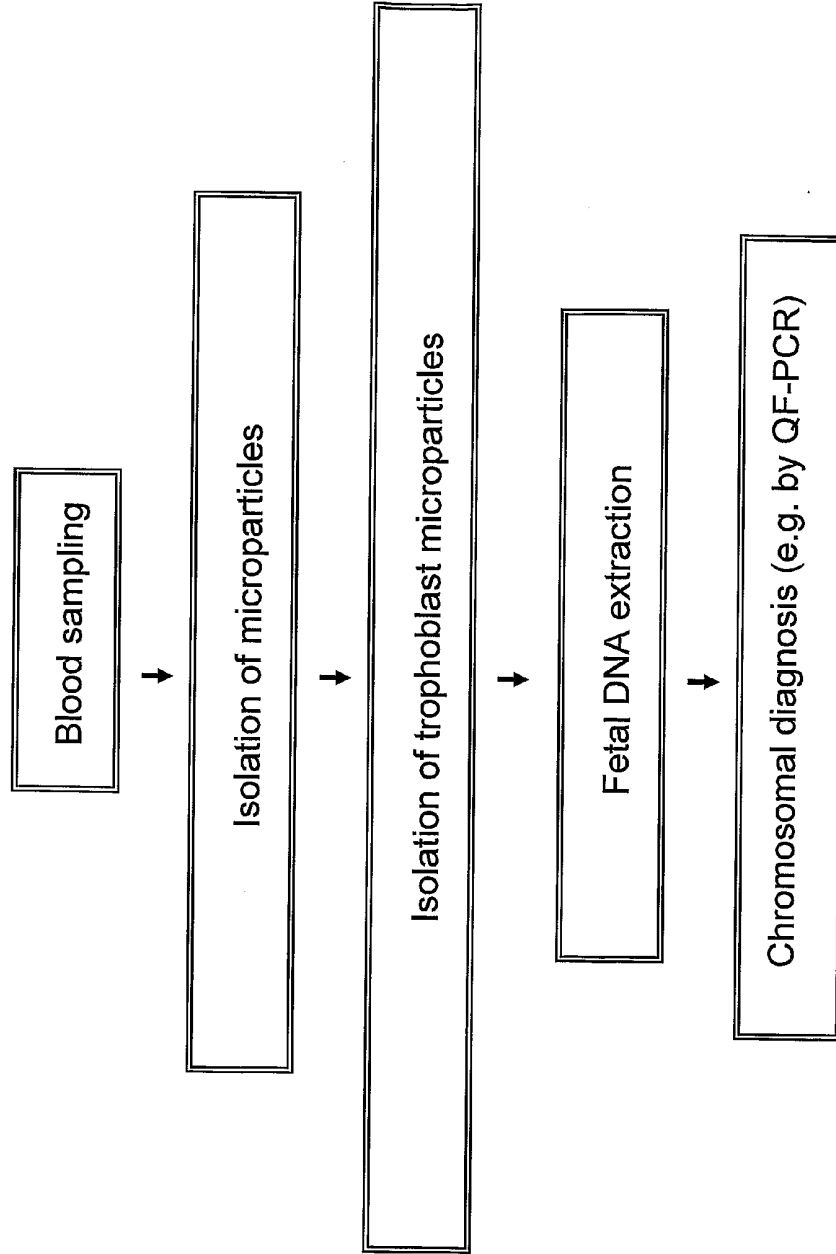 Blood sampling
Isolation of microparticles
Isolation of trophoblast microparticles
Fetal DNA extraction
Chromosomal diagnosis (e.g. by QF-PCR)